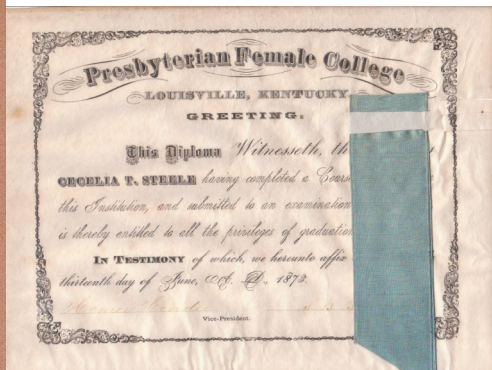 Presbyterian Female College
LOUISVILLE, KENTUCKY.
GREETING.
This Diploma Witnesseth, th
CECELIA T. STEELE having completed a Course
this Institution, and submitted to an examination
is thereby entitled to all the privileges of graduation
IN TESTIMONY of which, we hereunto affix
thirteenth day of June, A. D., 1873.
Vice-President.